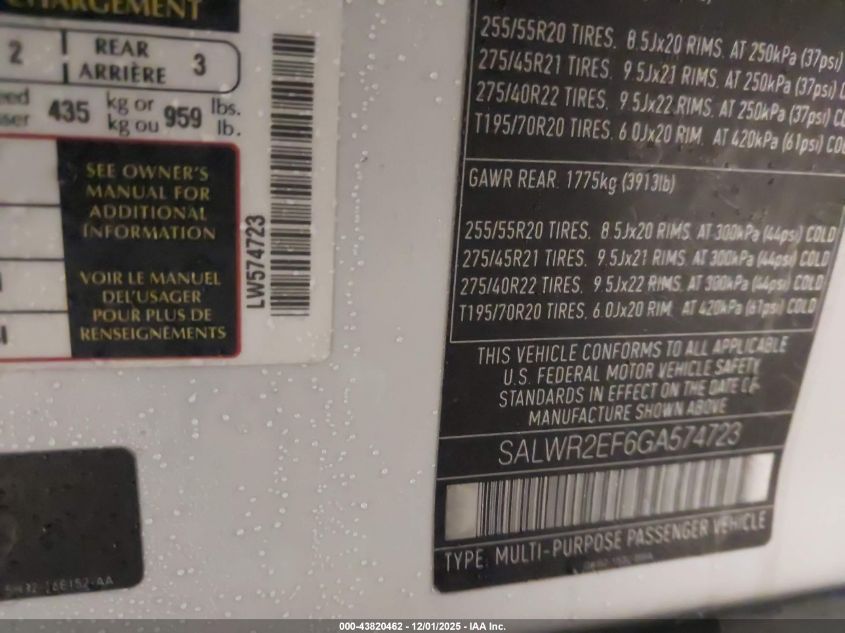 CHARGEMENT
2 REAR ARRIÈRE 3
435 kg or kg ou 959 lbs. lb.
SEE OWNER'S
MANUAL FOR
ADDITIONAL
INFORMATION
VOIR LE MANUEL
DEL'USAGER
POUR PLUS DE
RENSEIGNEMENTS
LW574723
255/55R20 TIRES. 8.5Jx20 RIMS. AT 250kPa (37psi)
275/45R21 TIRES. 9.5Jx21 RIMS. AT 250kPa (37psi)
275/40R22 TIRES. 9.5Jx22 RIMS. AT 250kPa (37psi)
T195/70R20 TIRES. 6.0Jx20 RIM. AT 420kPa (61psi)
GAWR REAR. 1775kg (3913lb)
255/55R20 TIRES. 8.5Jx20 RIMS. AT 300kPa (44psi) COLD
275/45R21 TIRES. 9.5Jx21 RIMS. AT 300kPa (44psi) COLD
275/40R22 TIRES. 9.5Jx22 RIMS. AT 300kPa (44psi) COLD
T195/70R20 TIRES. 6.0Jx20 RIM. AT 420kPa (61psi) COLD
THIS VEHICLE CONFORMS TO ALL APPLICABLE
U.S. FEDERAL MOTOR VEHICLE SAFETY
STANDARDS IN EFFECT ON THE DATE OF
MANUFACTURE SHOWN ABOVE
SALWR2EF6GA574723
TYPE. MULTI-PURPOSE PASSENGER VEHICLE
000-43820462 - 12/01/2025 - IAA Inc.